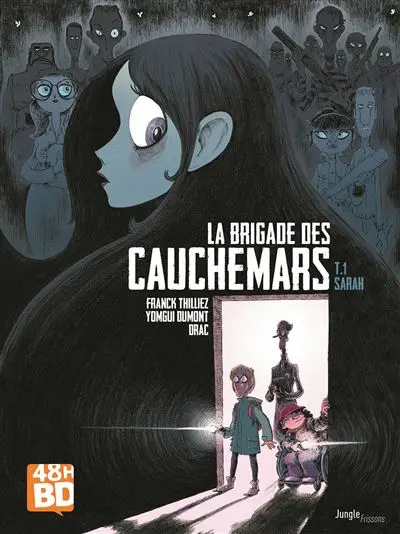 LA BRIGADE DES
CAUCHEMARS
T.1
SARAH
FRANCK THILLIEZ
YOMGUI DUMONT
DRAC
48H
BD
Jungle frissons